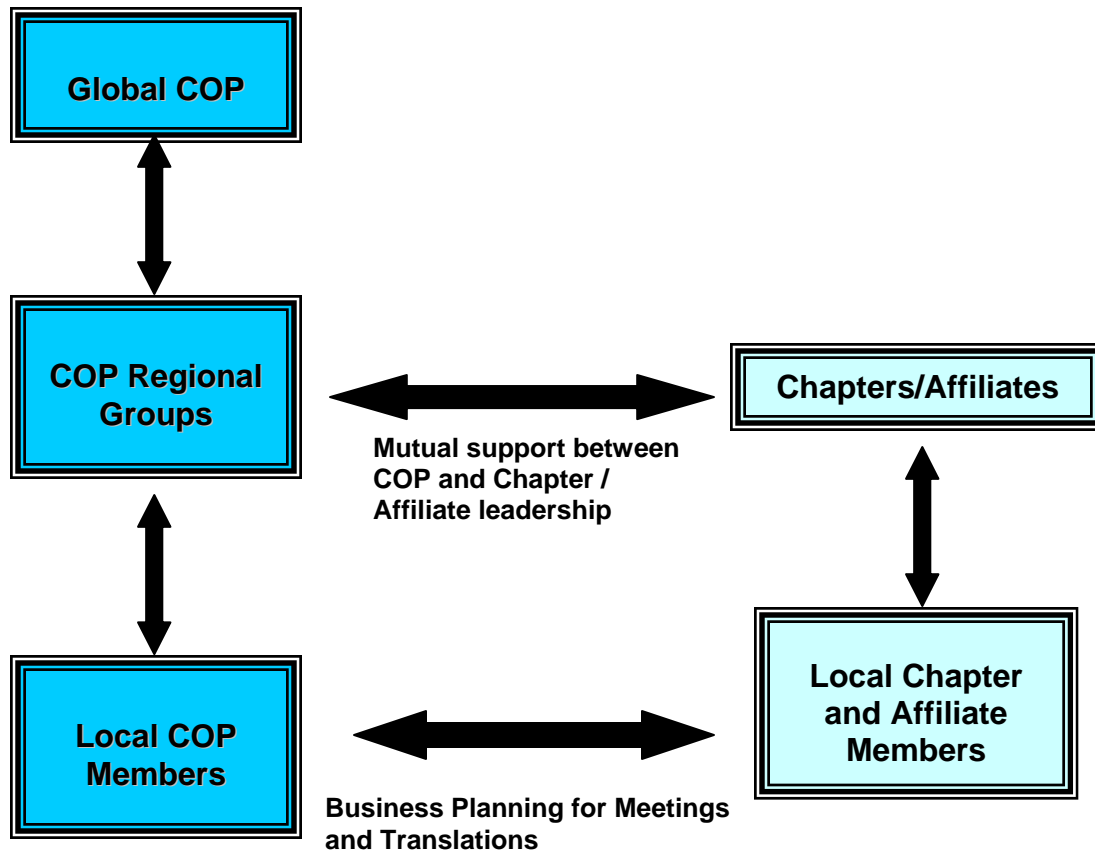 Global COP
COP Regional
Groups
Chapters/Affiliates
Mutual support between
COP and Chapter /
Affiliate leadership
Local COP
Members
Local Chapter
and Affiliate
Members
Business Planning for Meetings
and Translations